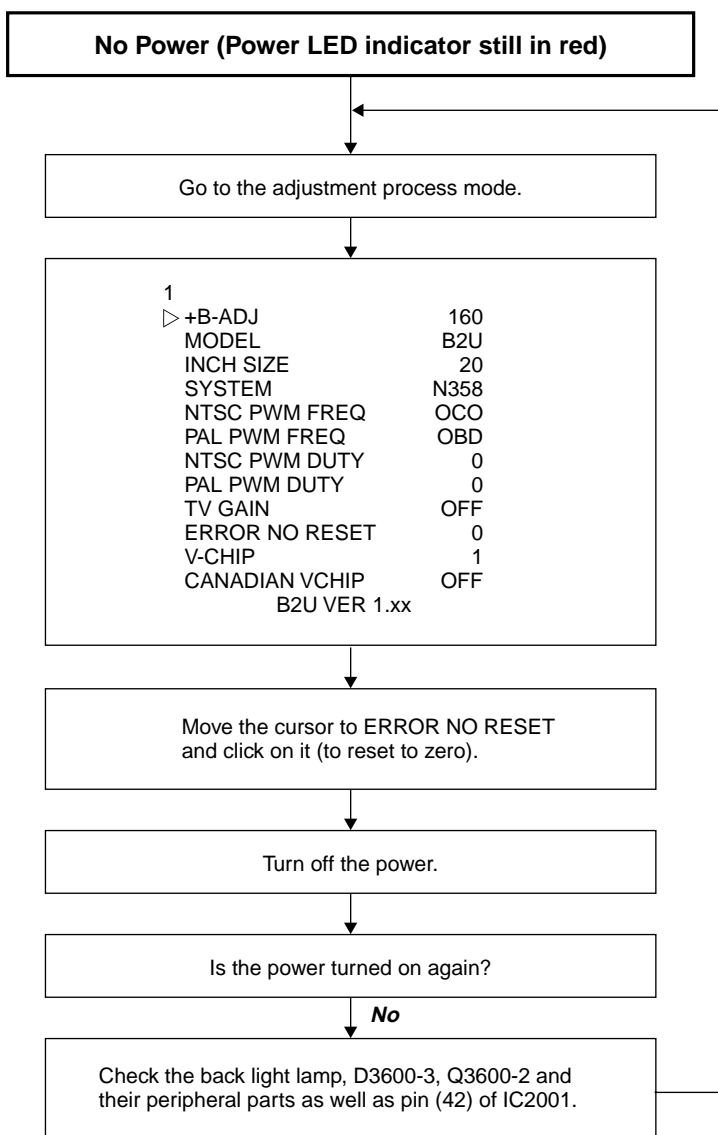 No Power (Power LED indicator still in red)
Go to the adjustment process mode.
1
+B-ADJ 160
MODEL B2U
INCH SIZE 20
SYSTEM N358
NTSC PWM FREQ OCO
PAL PWM FREQ OBD
NTSC PWM DUTY 0
PAL PWM DUTY 0
TV GAIN OFF
ERROR NO RESET 0
V-CHIP 1
CANADIAN VCHIP OFF
B2U VER 1.xx
Move the cursor to ERROR NO RESET
and click on it (to reset to zero).
Turn off the power.
Is the power turned on again?
No
Check the back light lamp, D3600-3, Q3600-2 and
their peripheral parts as well as pin (42) of IC2001.